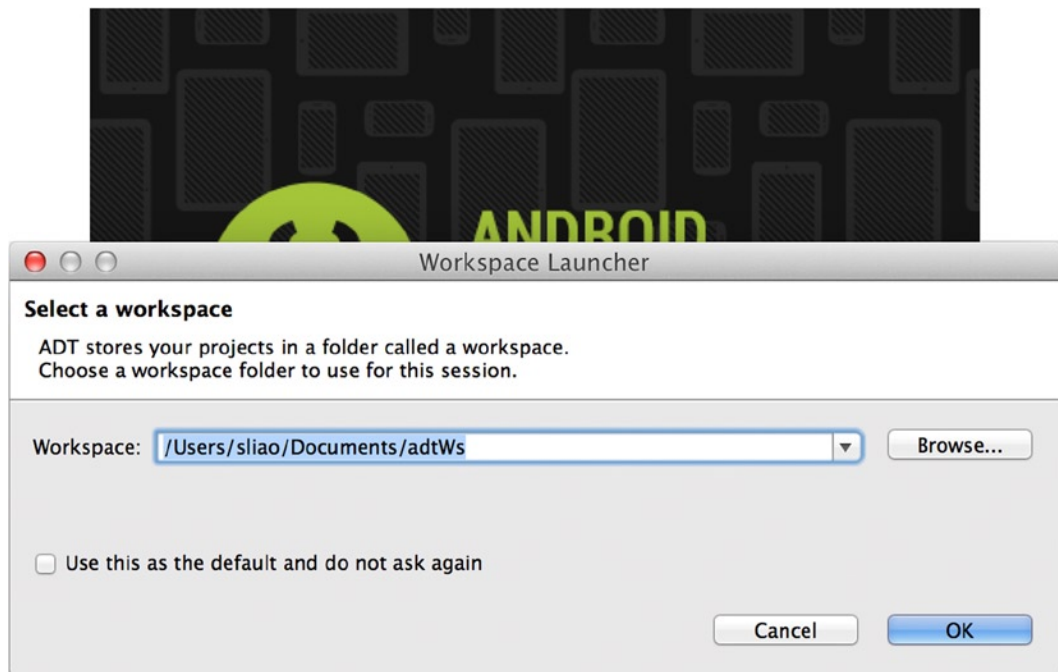 ANDROID
Workspace Launcher
Select a workspace
ADT stores your projects in a folder called a workspace.
Choose a workspace folder to use for this session.
Workspace: /Users/sliao/Documents/adtWs Browse...
Use this as the default and do not ask again
Cancel OK